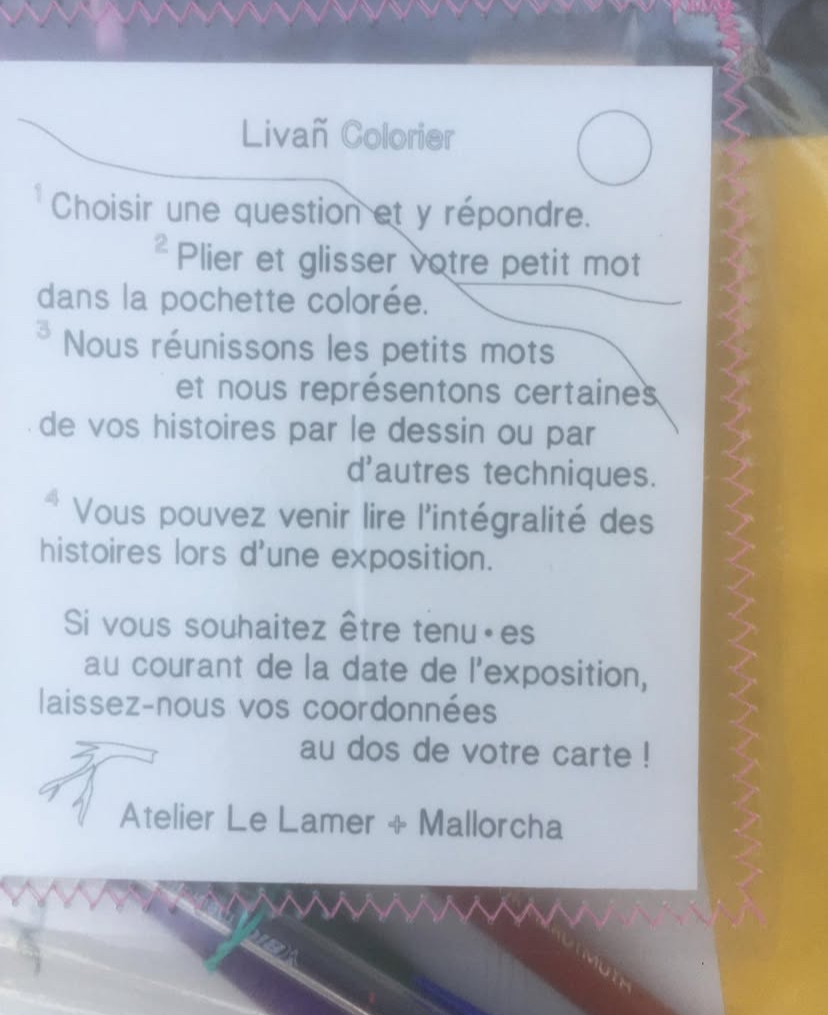 Livañ Colorier
1 Choisir une question et y répondre.
2 Plier et glisser votre petit mot
dans la pochette colorée.
3 Nous réunissons les petits mots
et nous représentons certaines
de vos histoires par le dessin ou par
d'autres techniques.
4 Vous pouvez venir lire l'intégralité des
histoires lors d'une exposition.
Si vous souhaitez être tenu•es
au courant de la date de l'exposition,
laissez-nous vos coordonnées
au dos de votre carte !
Atelier Le Lamer + Mallorcha